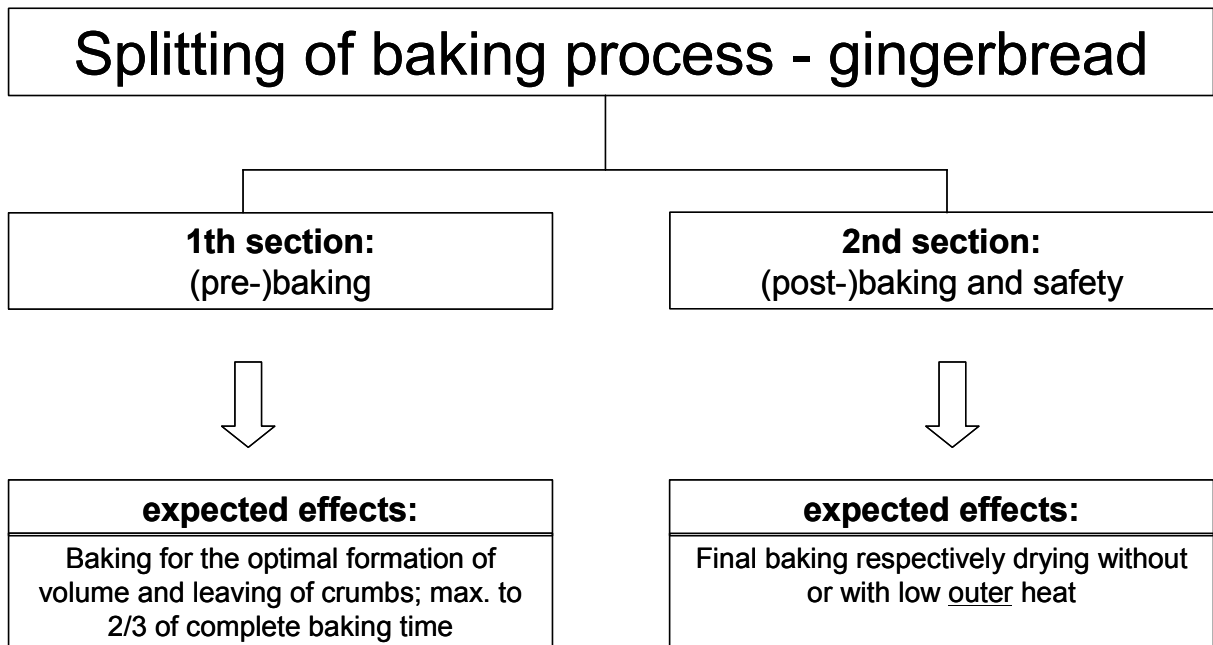 Splitting of baking process - gingerbread
1th section:
(pre-)baking
2nd section:
(post-)baking and safety
expected effects:
Baking for the optimal formation of
volume and leaving of crumbs; max. to
2/3 of complete baking time
expected effects:
Final baking respectively drying without
or with low outer heat